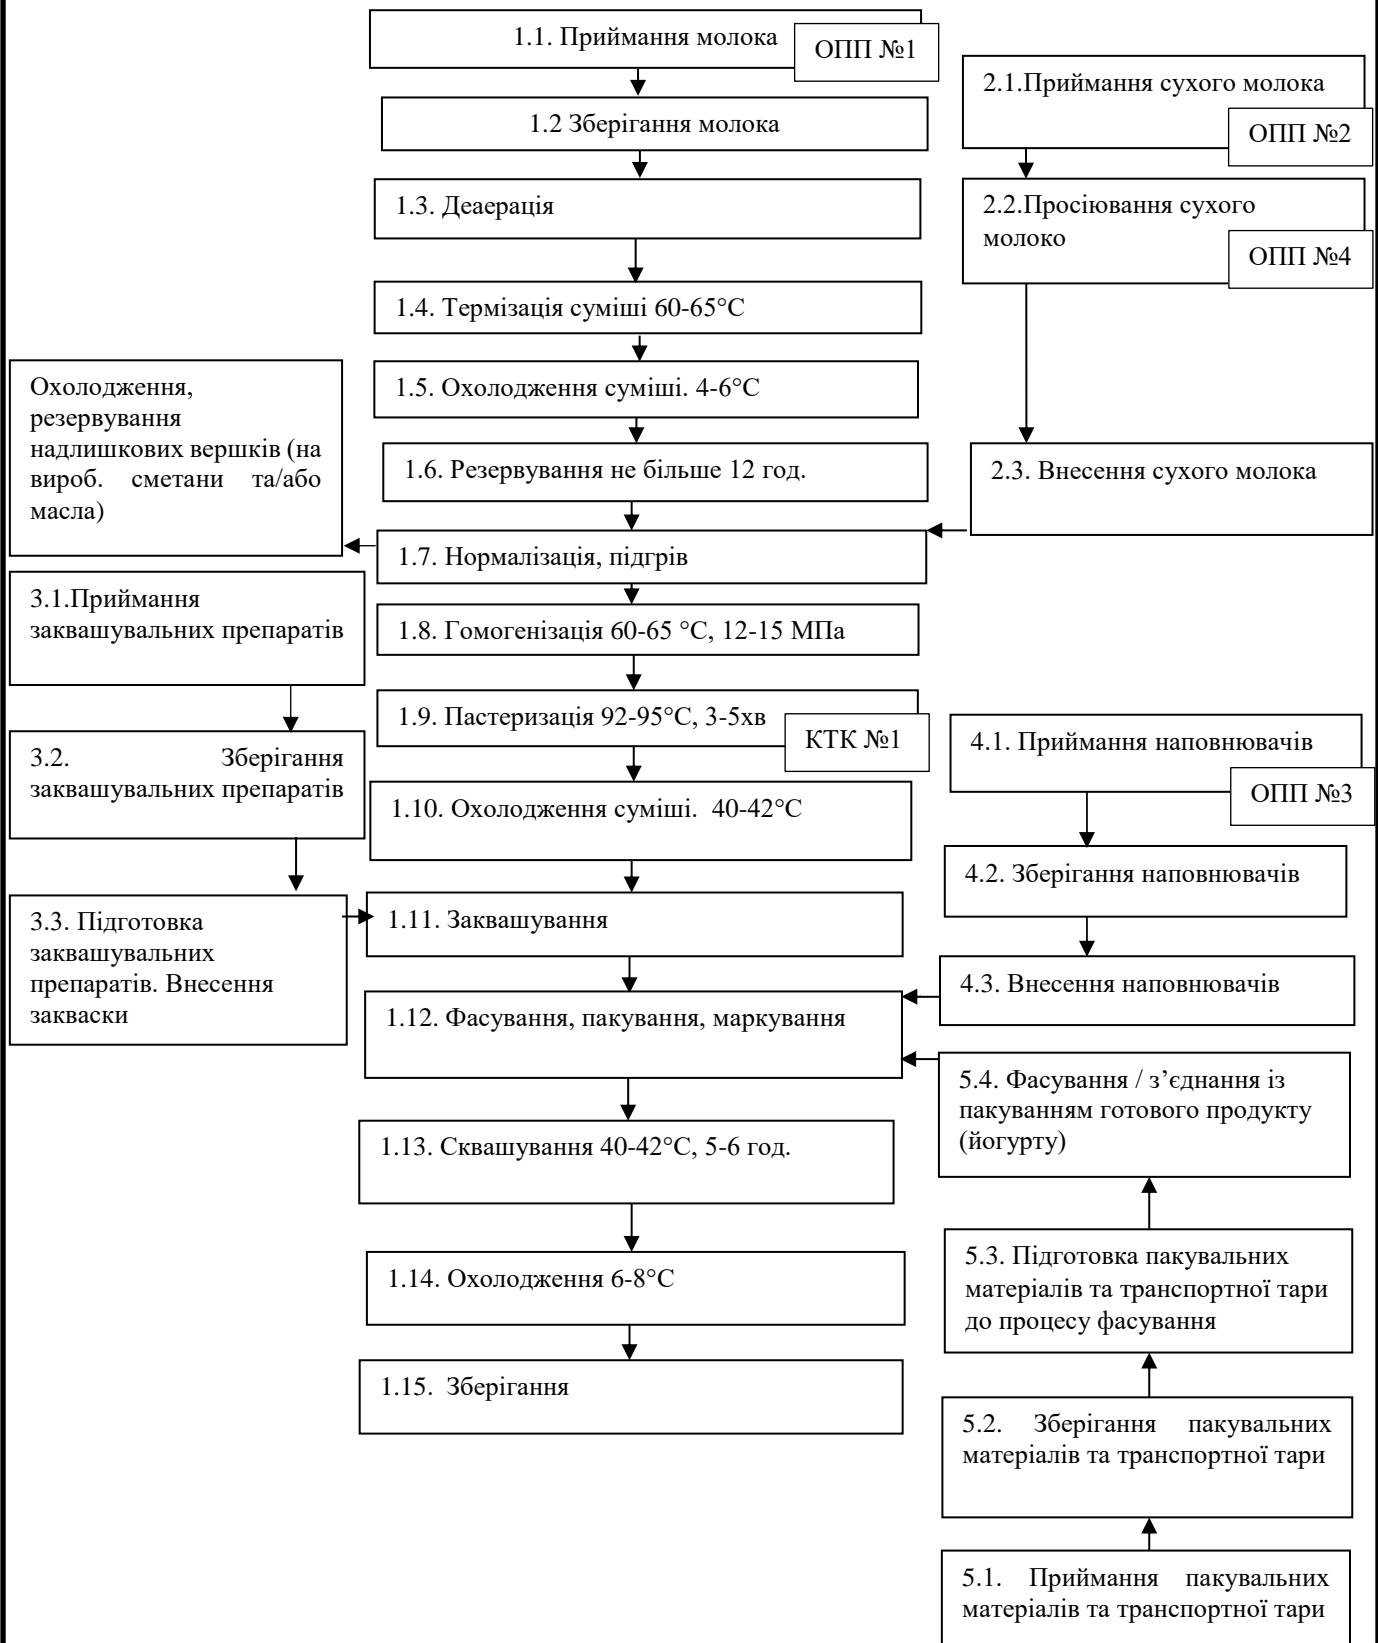 1.1. Приймання молока
ОПП №1
2.1.Приймання сухого молока
ОПП №2
1.2 Зберігання молока
1.3. Деаерація
2.2.Просіювання сухого
молоко
ОПП №4
1.4. Термізація суміші 60-65°С
1.5. Охолодження суміші. 4-6°С
Охолодження,
резервування
надлишкових вершків (на
вироб. сметани та/або
масла)
1.6. Резервування не більше 12 год.
2.3. Внесення сухого молока
1.7. Нормалізація, підгрів
3.1.Приймання
заквашувальних препаратів
1.8. Гомогенізація 60-65 °С, 12-15 МПа
1.9. Пастеризація 92-95°С, 3-5хв
КТК №1
4.1. Приймання наповнювачів
ОПП №3
3.2. Зберігання
заквашувальних препаратів
1.10. Охолодження суміші. 40-42°С
4.2. Зберігання наповнювачів
3.3. Підготовка
заквашувальних
препаратів. Внесення
закваски
1.11. Заквашування
4.3. Внесення наповнювачів
1.12. Фасування, пакування, маркування
5.4. Фасування / з’єднання із
пакуванням готового продукту
(йогурту)
1.13. Сквашування 40-42°С, 5-6 год.
1.14. Охолодження 6-8°С
5.3. Підготовка пакувальних
матеріалів та транспортної тари
до процесу фасування
1.15. Зберігання
5.2. Зберігання пакувальних
матеріалів та транспортної тари
5.1. Приймання пакувальних
матеріалів та транспортної тари